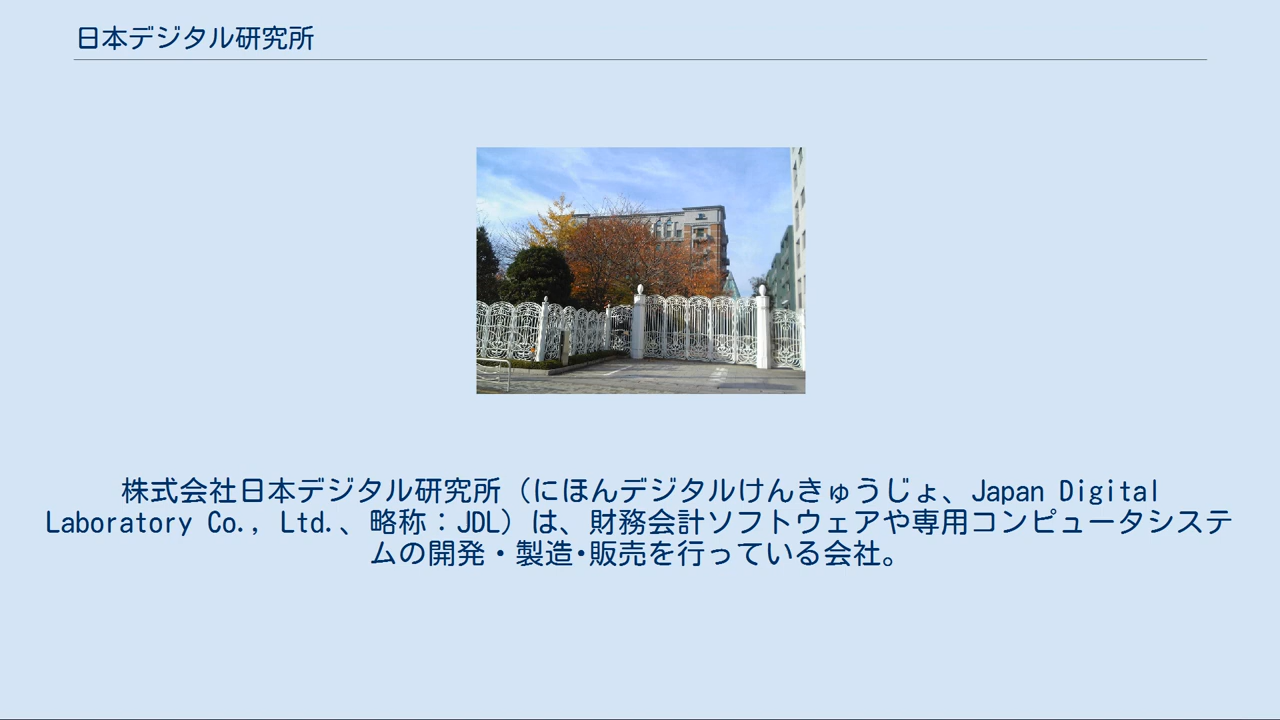 日本デジタル研究所
株式会社日本デジタル研究所（にほんデジタルけんきゅうじょ、Japan Digital
Laboratory Co., Ltd.、略称：JDL）は、財務会計ソフトウェアや専用コンピュータシステ
ムの開発・製造･販売を行っている会社。